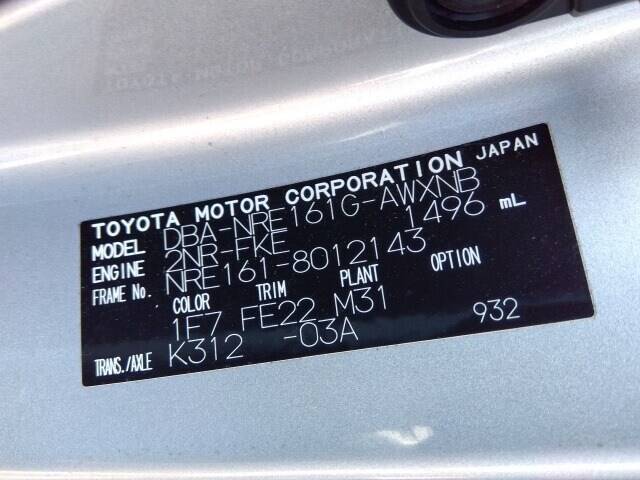 TOYOTA MOTOR CORPORATION JAPAN
MODEL DBA-NRE161G-AWXNB
ENGINE 2NR-FKE 1496 mL
FRAME No. NRE161-8012143
COLOR TRIM PLANT OPTION
1F7 FE22 M31
TRANS./AXLE K312 -03A 932